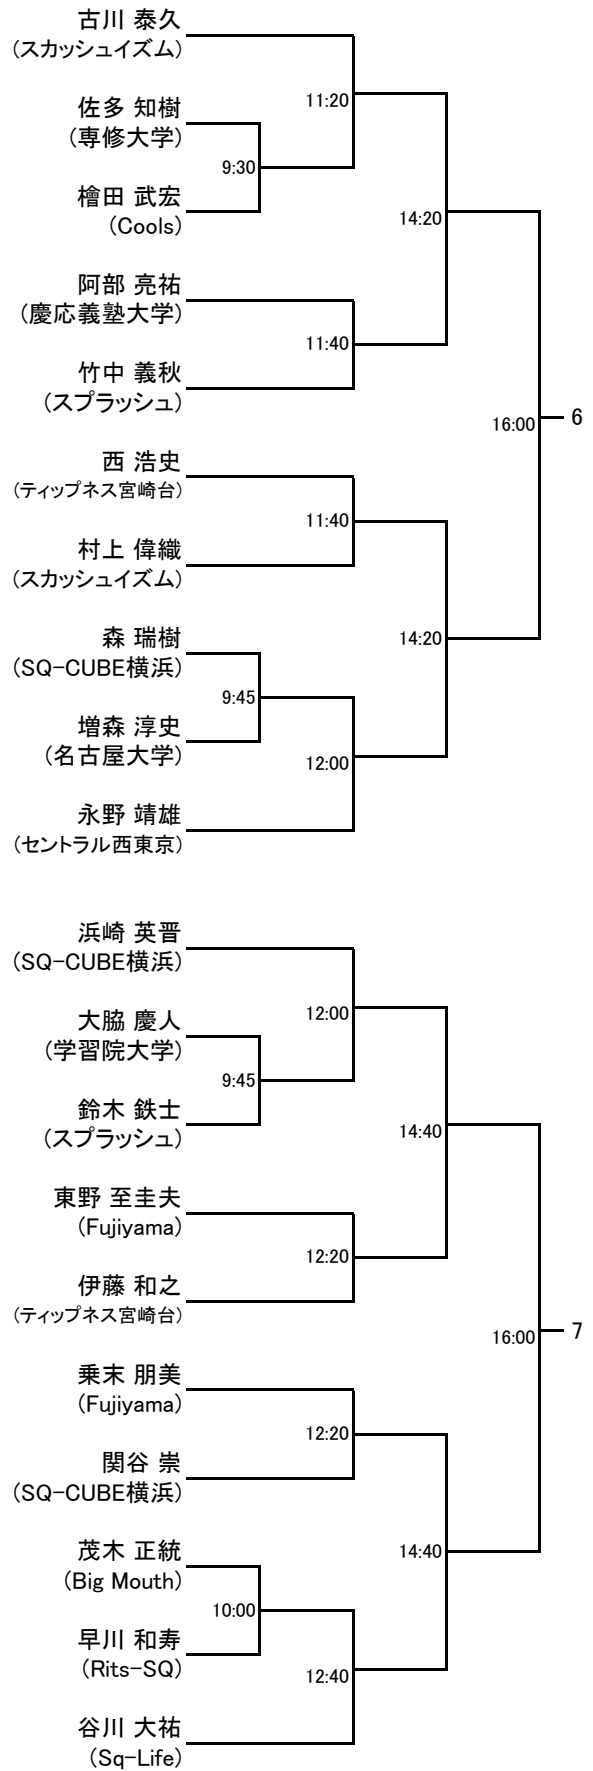 古川 泰久
(スカッシュイズム)
11:20
佐多 知樹
(専修大学)
9:30
檜田 武宏
(Cools)
14:20
阿部 亮祐
(慶応義塾大学)
11:40
竹中 義秋
(スプラッシュ)
16:00
6
西 浩史
(ティップネス宮崎台)
11:40
村上 偉織
(スカッシュイズム)
14:20
森 瑞樹
(SQ-CUBE横浜)
9:45
増森 淳史
(名古屋大学)
12:00
永野 靖雄
(セントラル西東京)
浜崎 英晋
(SQ-CUBE横浜)
12:00
大脇 慶人
(学習院大学)
9:45
鈴木 鉄士
(スプラッシュ)
14:40
東野 至圭夫
(Fujiyama)
12:20
伊藤 和之
(ティップネス宮崎台)
16:00
7
乗末 朋美
(Fujiyama)
12:20
関谷 崇
(SQ-CUBE横浜)
14:40
茂木 正統
(Big Mouth)
10:00
早川 和寿
(Rits-SQ)
12:40
谷川 大祐
(Sq-Life)